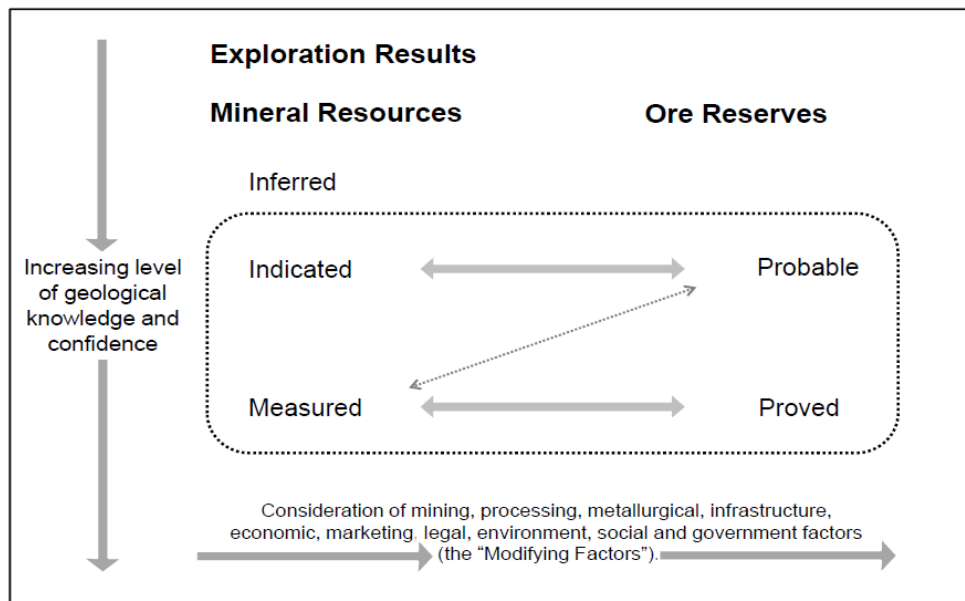 Exploration Results
Mineral Resources
Ore Reserves
Inferred
Indicated
Probable
Increasing level
of geological
knowledge and
confidence
Measured
Proved
Consideration of mining, processing, metallurgical, infrastructure,
economic, marketing, legal, environment, social and government factors
(the “Modifying Factors”).